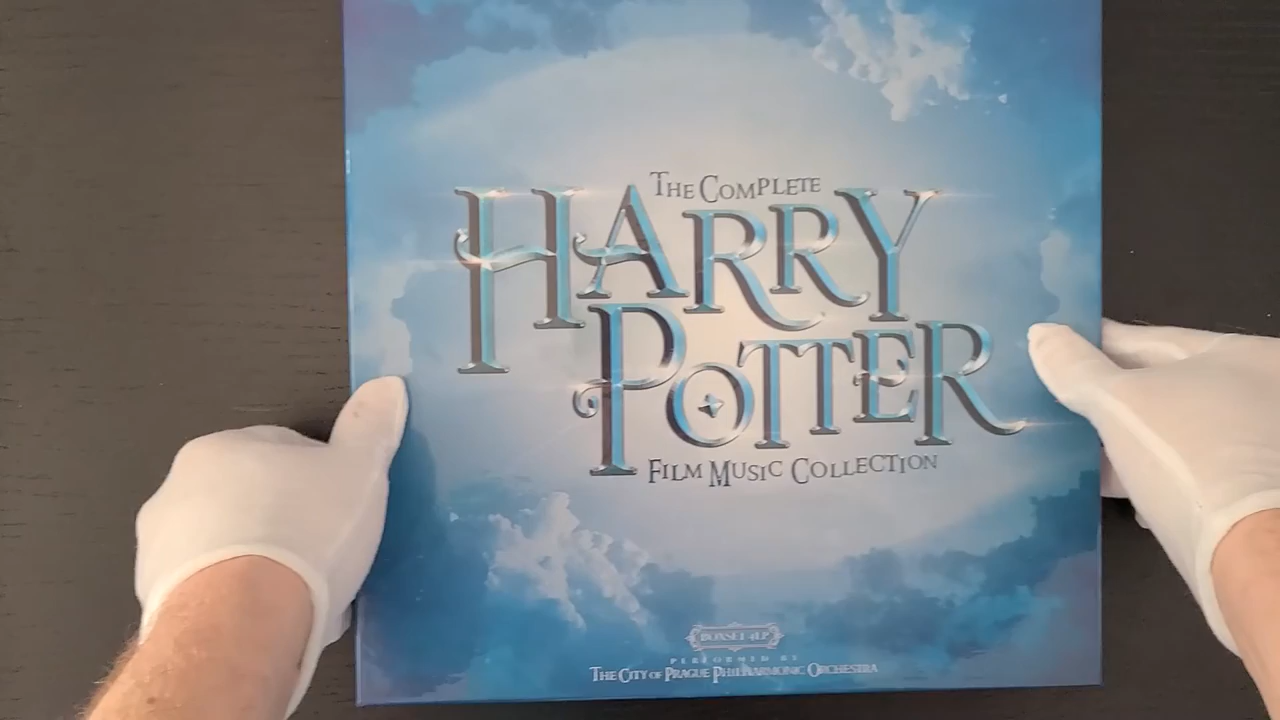 THE COMPLETE
HARRY
POTTER
FILM MUSIC COLLECTION
BOXSET 4LP
PERFORMED BY
THE CITY OF PRAGUE PHILHARMONIC ORCHESTRA